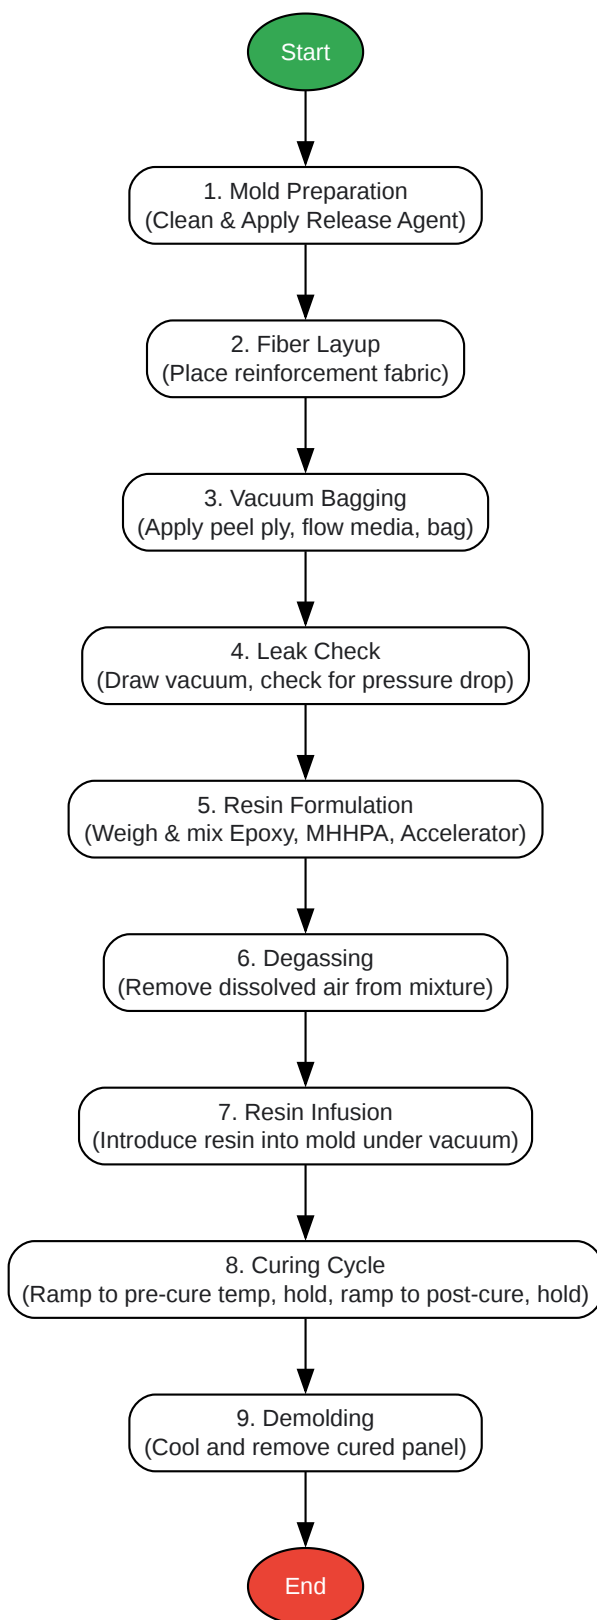 Start
1. Mold Preparation
(Clean & Apply Release Agent)
2. Fiber Layup
(Place reinforcement fabric)
3. Vacuum Bagging
(Apply peel ply, flow media, bag)
4. Leak Check
(Draw vacuum, check for pressure drop)
5. Resin Formulation
(Weigh & mix Epoxy, MHHPA, Accelerator)
6. Degassing
(Remove dissolved air from mixture)
7. Resin Infusion
(Introduce resin into mold under vacuum)
8. Curing Cycle
(Ramp to pre-cure temp, hold, ramp to post-cure, hold)
9. Demolding
(Cool and remove cured panel)
End